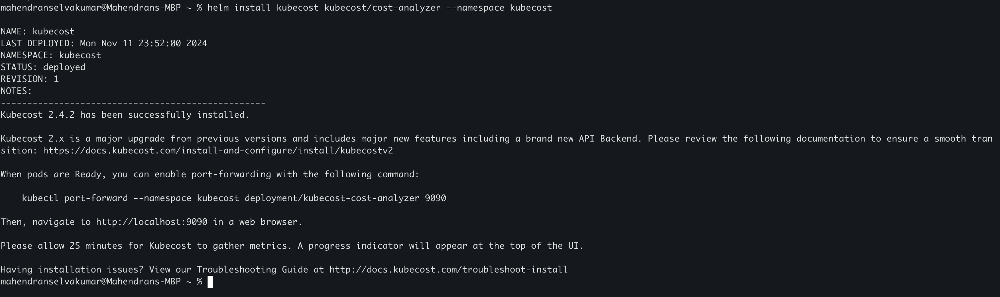 mahendranselvakumar@Mahendrans-MBP ~ % helm install kubecost kubecost/cost-analyzer --namespace kubecost
NAME: kubecost
LAST DEPLOYED: Mon Nov 11 23:52:00 2024
NAMESPACE: kubecost
STATUS: deployed
REVISION: 1
NOTES:
--------------------------------------------------
Kubecost 2.4.2 has been successfully installed.
Kubecost 2.x is a major upgrade from previous versions and includes major new features including a brand new API Backend. Please review the following documentation to ensure a smooth tran
sition: https://docs.kubecost.com/install-and-configure/install/kubecostv2
When pods are Ready, you can enable port-forwarding with the following command:
kubectl port-forward --namespace kubecost deployment/kubecost-cost-analyzer 9090
Then, navigate to http://localhost:9090 in a web browser.
Please allow 25 minutes for Kubecost to gather metrics. A progress indicator will appear at the top of the UI.
Having installation issues? View our Troubleshooting Guide at http://docs.kubecost.com/troubleshoot-install
mahendranselvakumar@Mahendrans-MBP ~ %